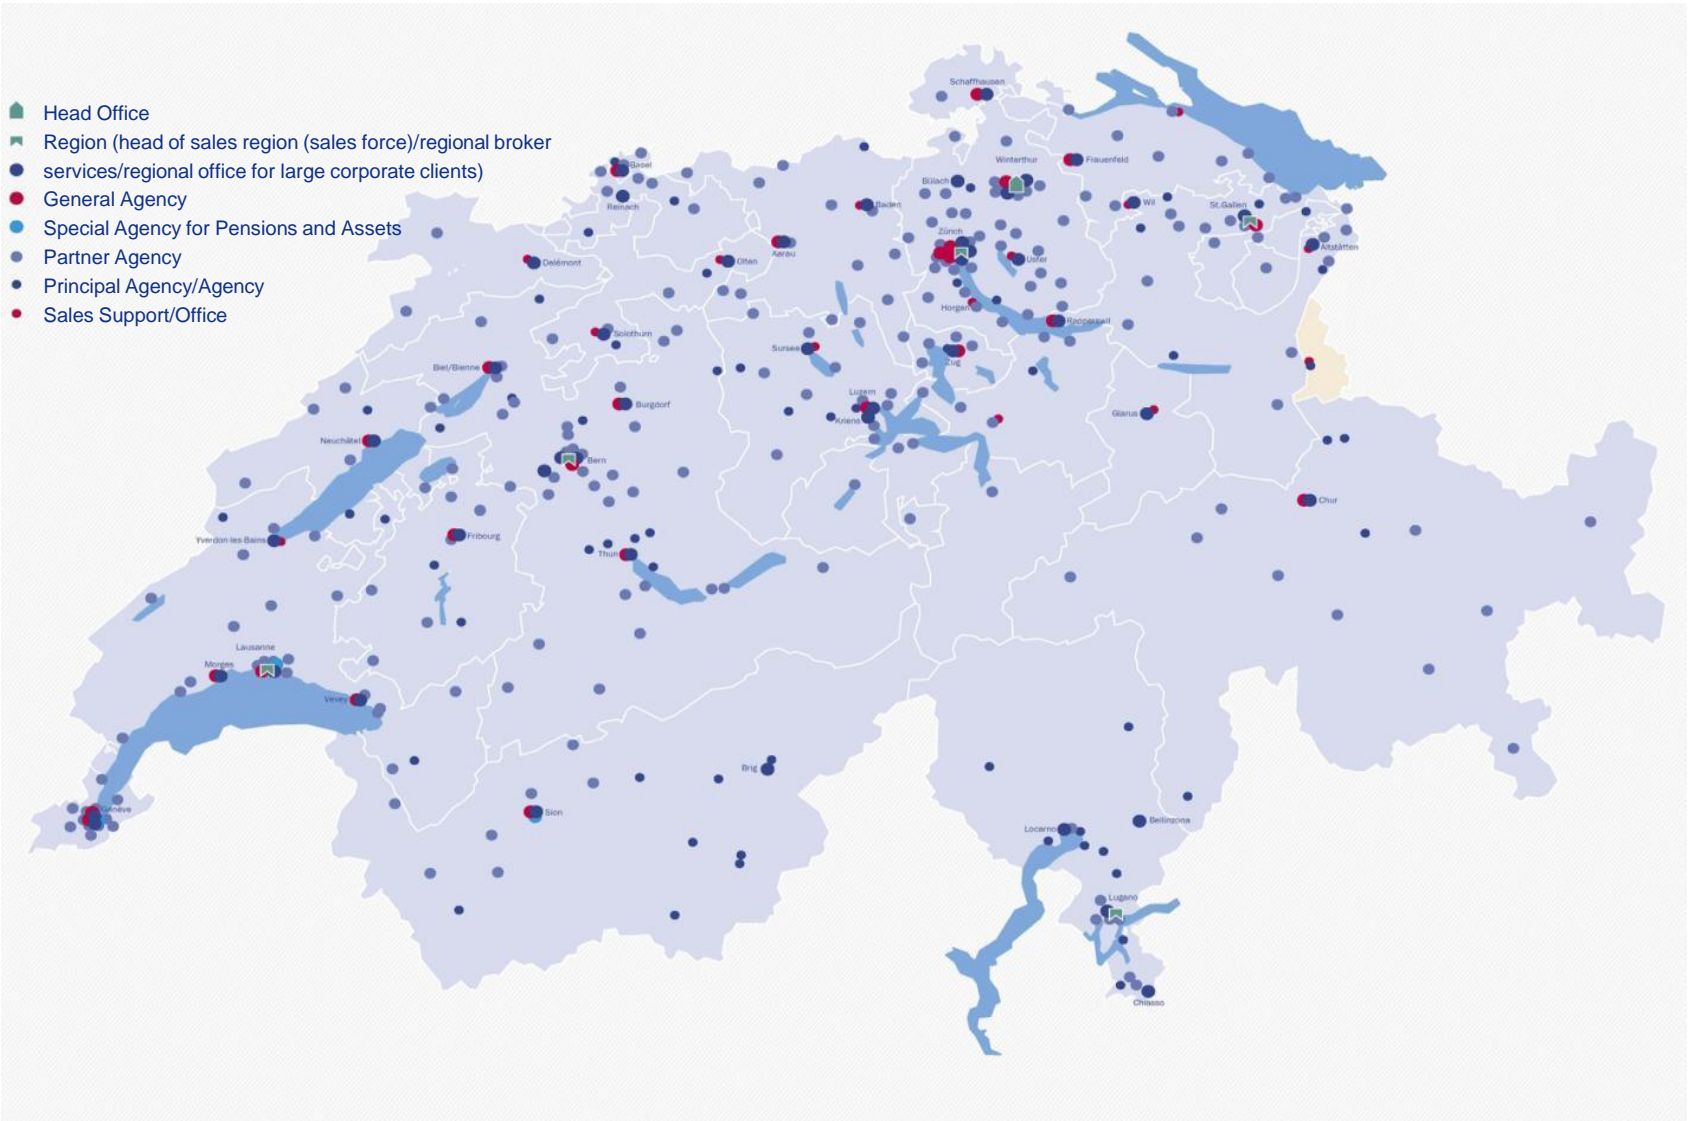 Head Office
Region (head of sales region (sales force)/regional broker
services/regional office for large corporate clients)
General Agency
Special Agency for Pensions and Assets
Partner Agency
Principal Agency/Agency
Sales Support/Office
Schaffhausen
Basel
Winterthur
Frauenfeld
Bülach
Reinach
Baden
Wil
St.Gallen
Zürich
Aarau
Altstätten
Delémont
Olten
Uster
Horgen
Rapperswil
Solothurn
Sursee
Zug
Biel/Bienne
Luzern
Burgdorf
Glarus
Kriens
Neuchâtel
Bern
Chur
Yverdon-les-Bains
Fribourg
Thun
Lausanne
Morges
Vevey
Brig
Genève
Sion
Bellinzona
Locarno
Lugano
Chiasso